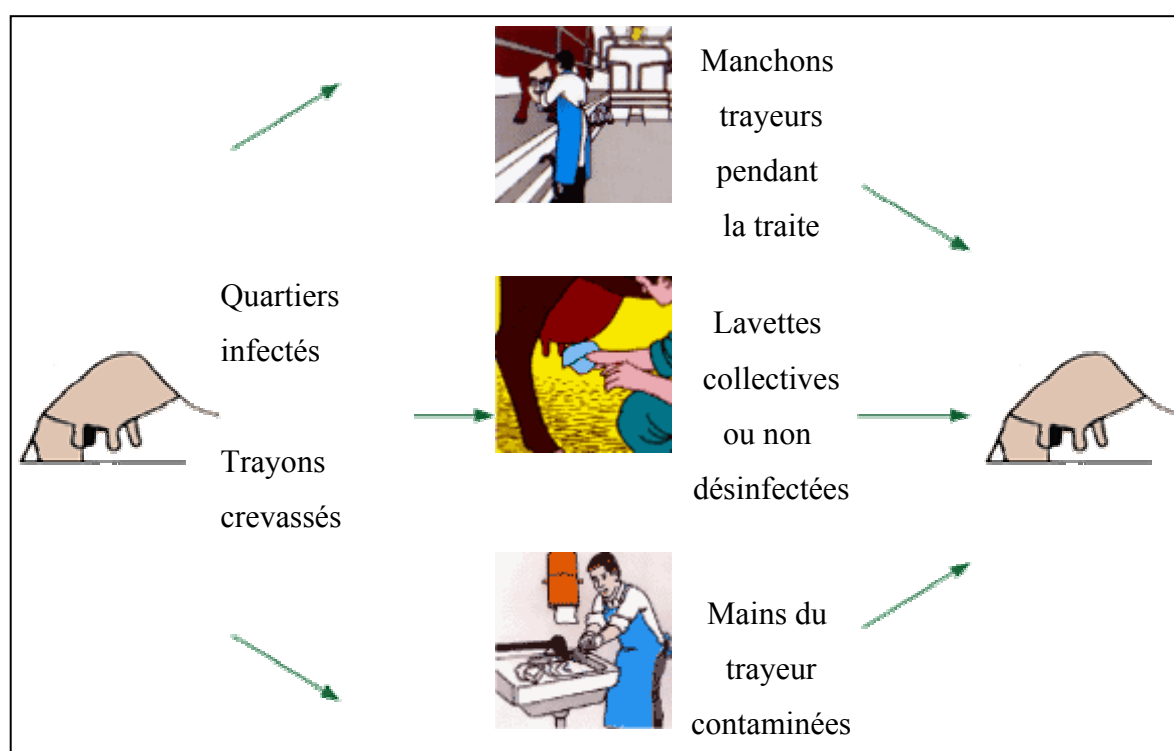 Manchons
trayeurs
pendant
la traite
Quartiers
infectés
Trayons
crevassés
Lavettes
collectives
ou non
désinfectées
Mains du
trayeur
contaminées